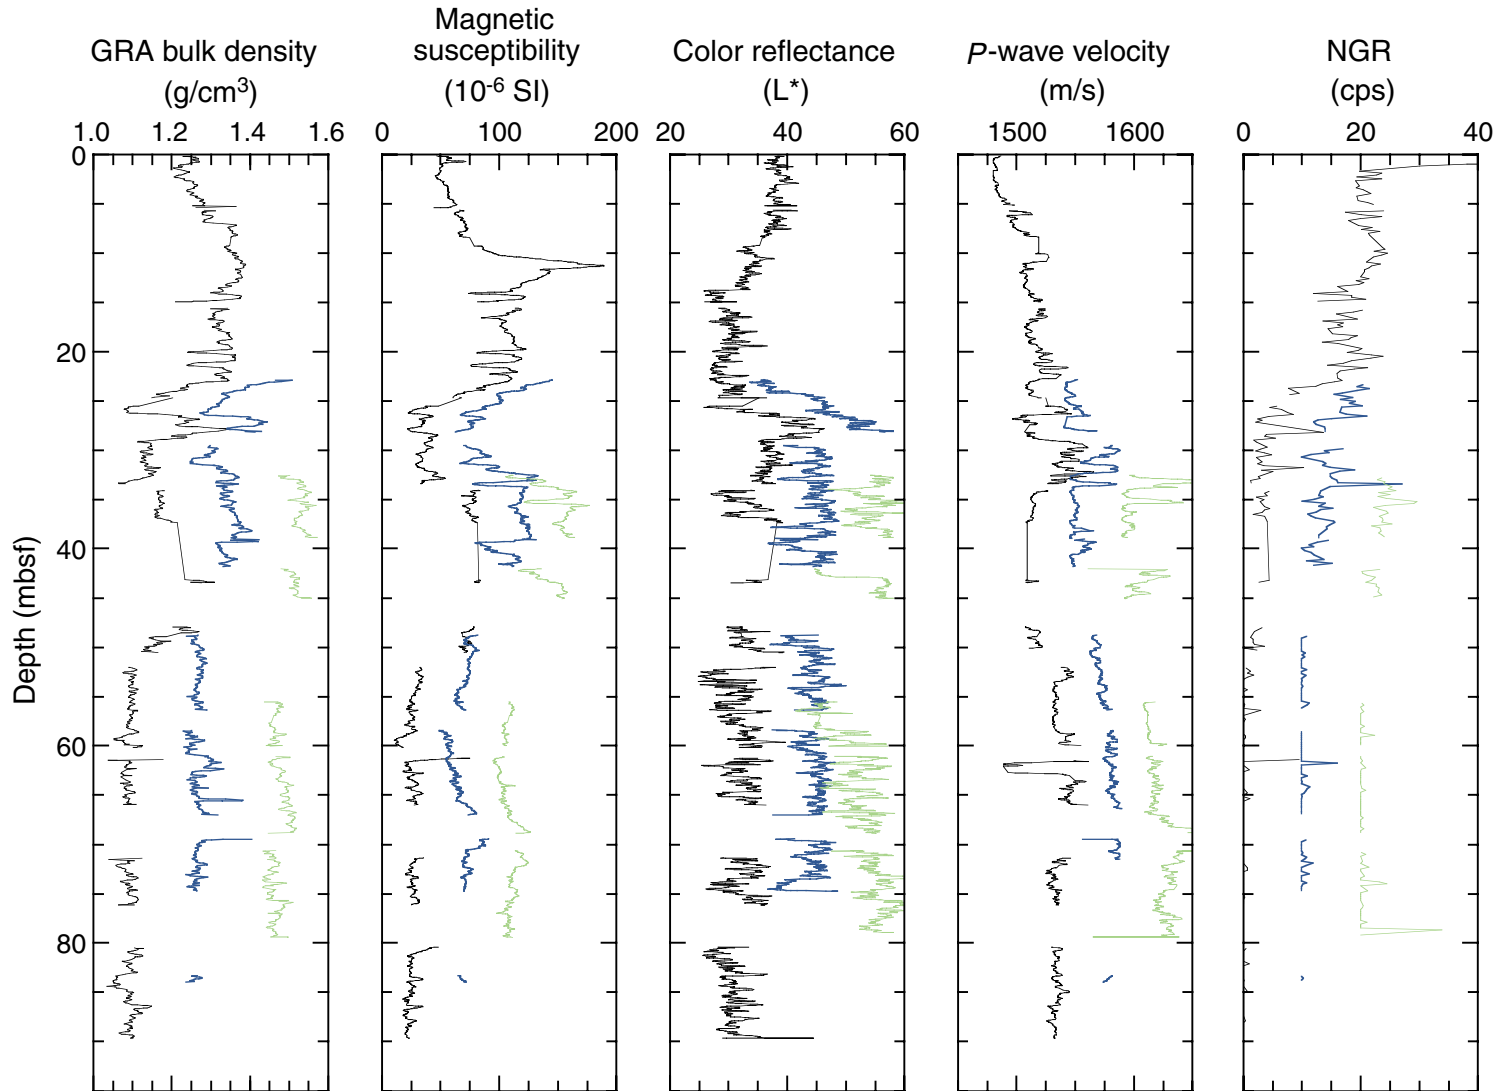 GRA bulk density
(g/cm3)
Magnetic
susceptibility
(10-6 SI)
Color reflectance
(L*)
P-wave velocity
(m/s)
NGR
(cps)
1.0 1.2 1.4 1.6
0 100 200
20 40 60
1500 1600
0 20 40
0
20
40
60
80
Depth (mbsf)